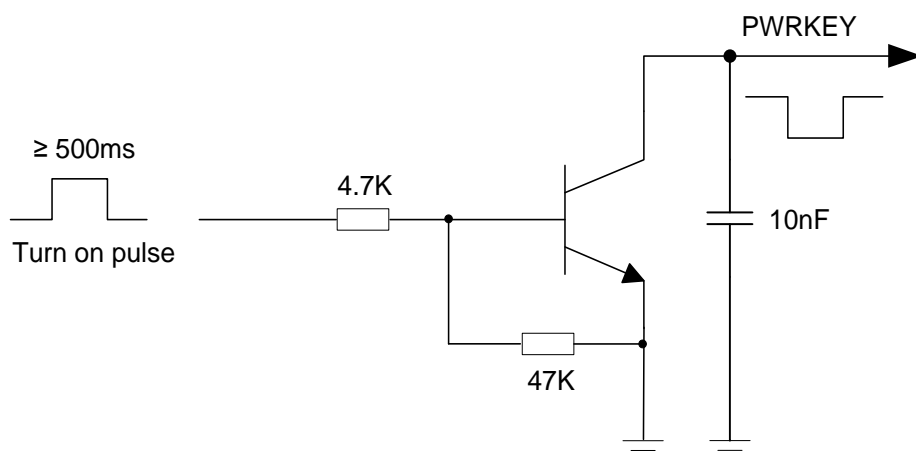 PWRKEY
≥ 500ms
4.7K
10nF
Turn on pulse
47K